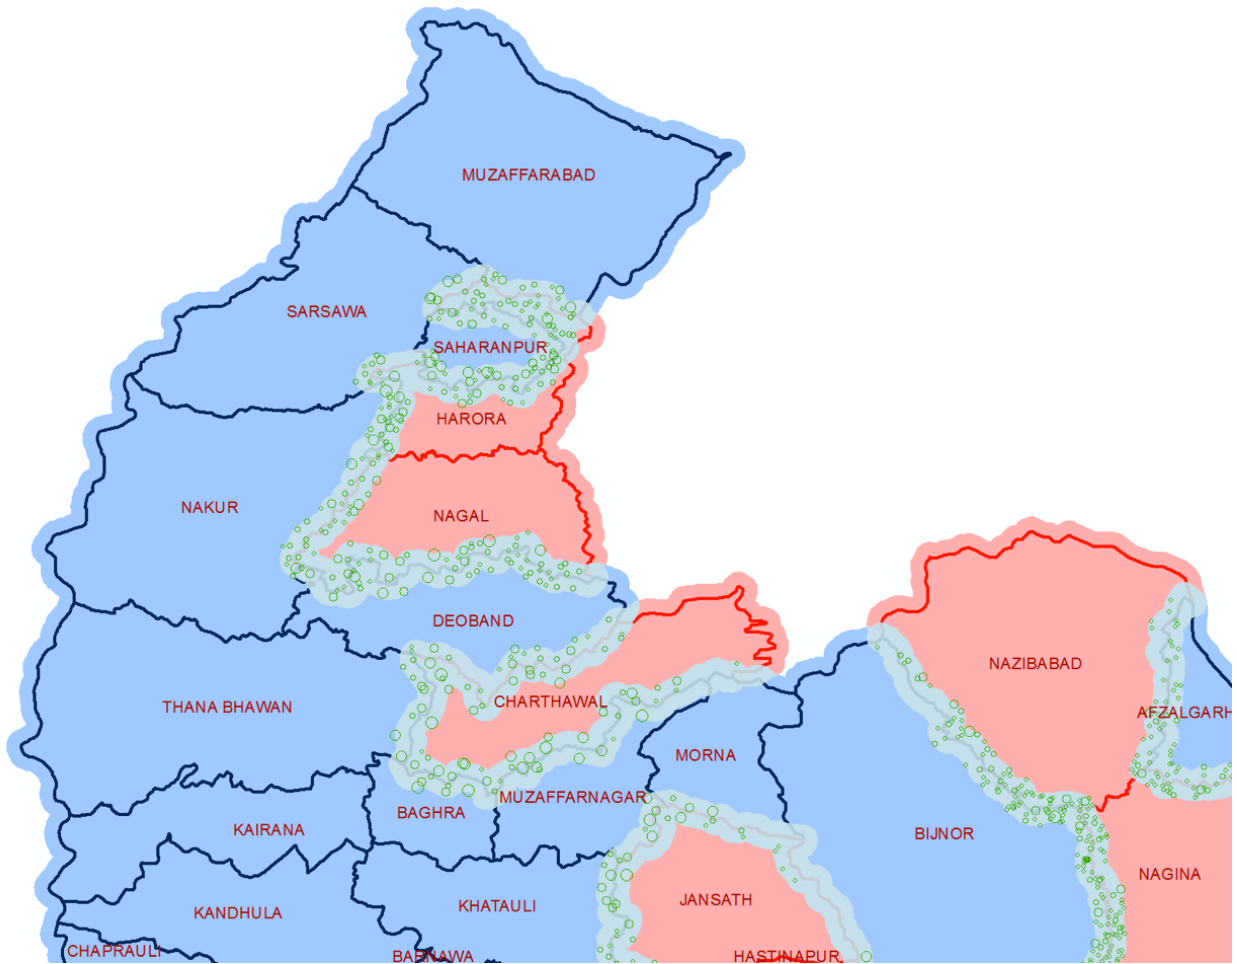 MUZAFFARABAD
SARSAWA
SAHARANPUR
HARORA
NAKUR
NAGAL
DEOBAND
NAZIBABAD
THANA BHAWAN
CHARTHAWAL
AFZALGARH
MORNA
MUZAFFARNAGAR
BAGHRA
KAIRANA
BIJNOR
NAGINA
JANSATH
KHATAULI
KANDHULA
CHAPRAULI
BARNAWA
HASTINAPUR